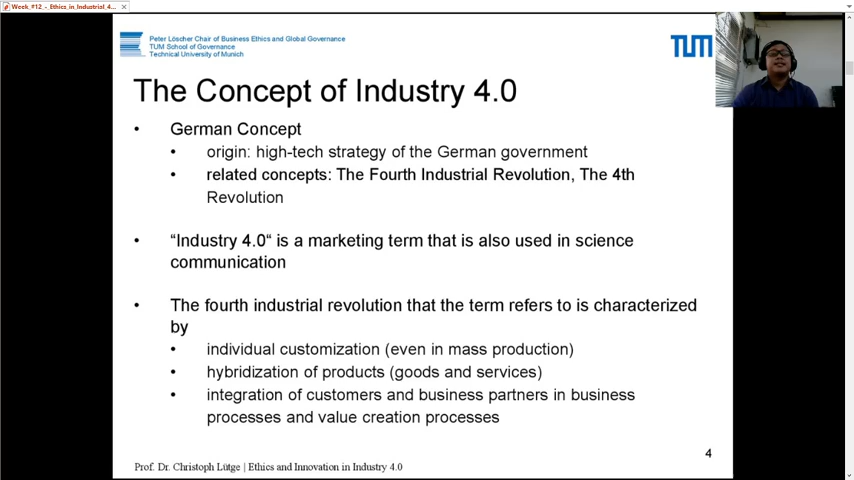 Week_#12_-_Ethics_in_Industrial_4...
Peter Löscher Chair of Business Ethics and Global Governance
TUM School of Governance
Technical University of Munich
TUM
The Concept of Industry 4.0
• German Concept
• origin: high-tech strategy of the German government
• related concepts: The Fourth Industrial Revolution, The 4th
Revolution
• “Industry 4.0“ is a marketing term that is also used in science
communication
• The fourth industrial revolution that the term refers to is characterized
by
• individual customization (even in mass production)
• hybridization of products (goods and services)
• integration of customers and business partners in business
processes and value creation processes
4
Prof. Dr. Christoph Lütge | Ethics and Innovation in Industry 4.0